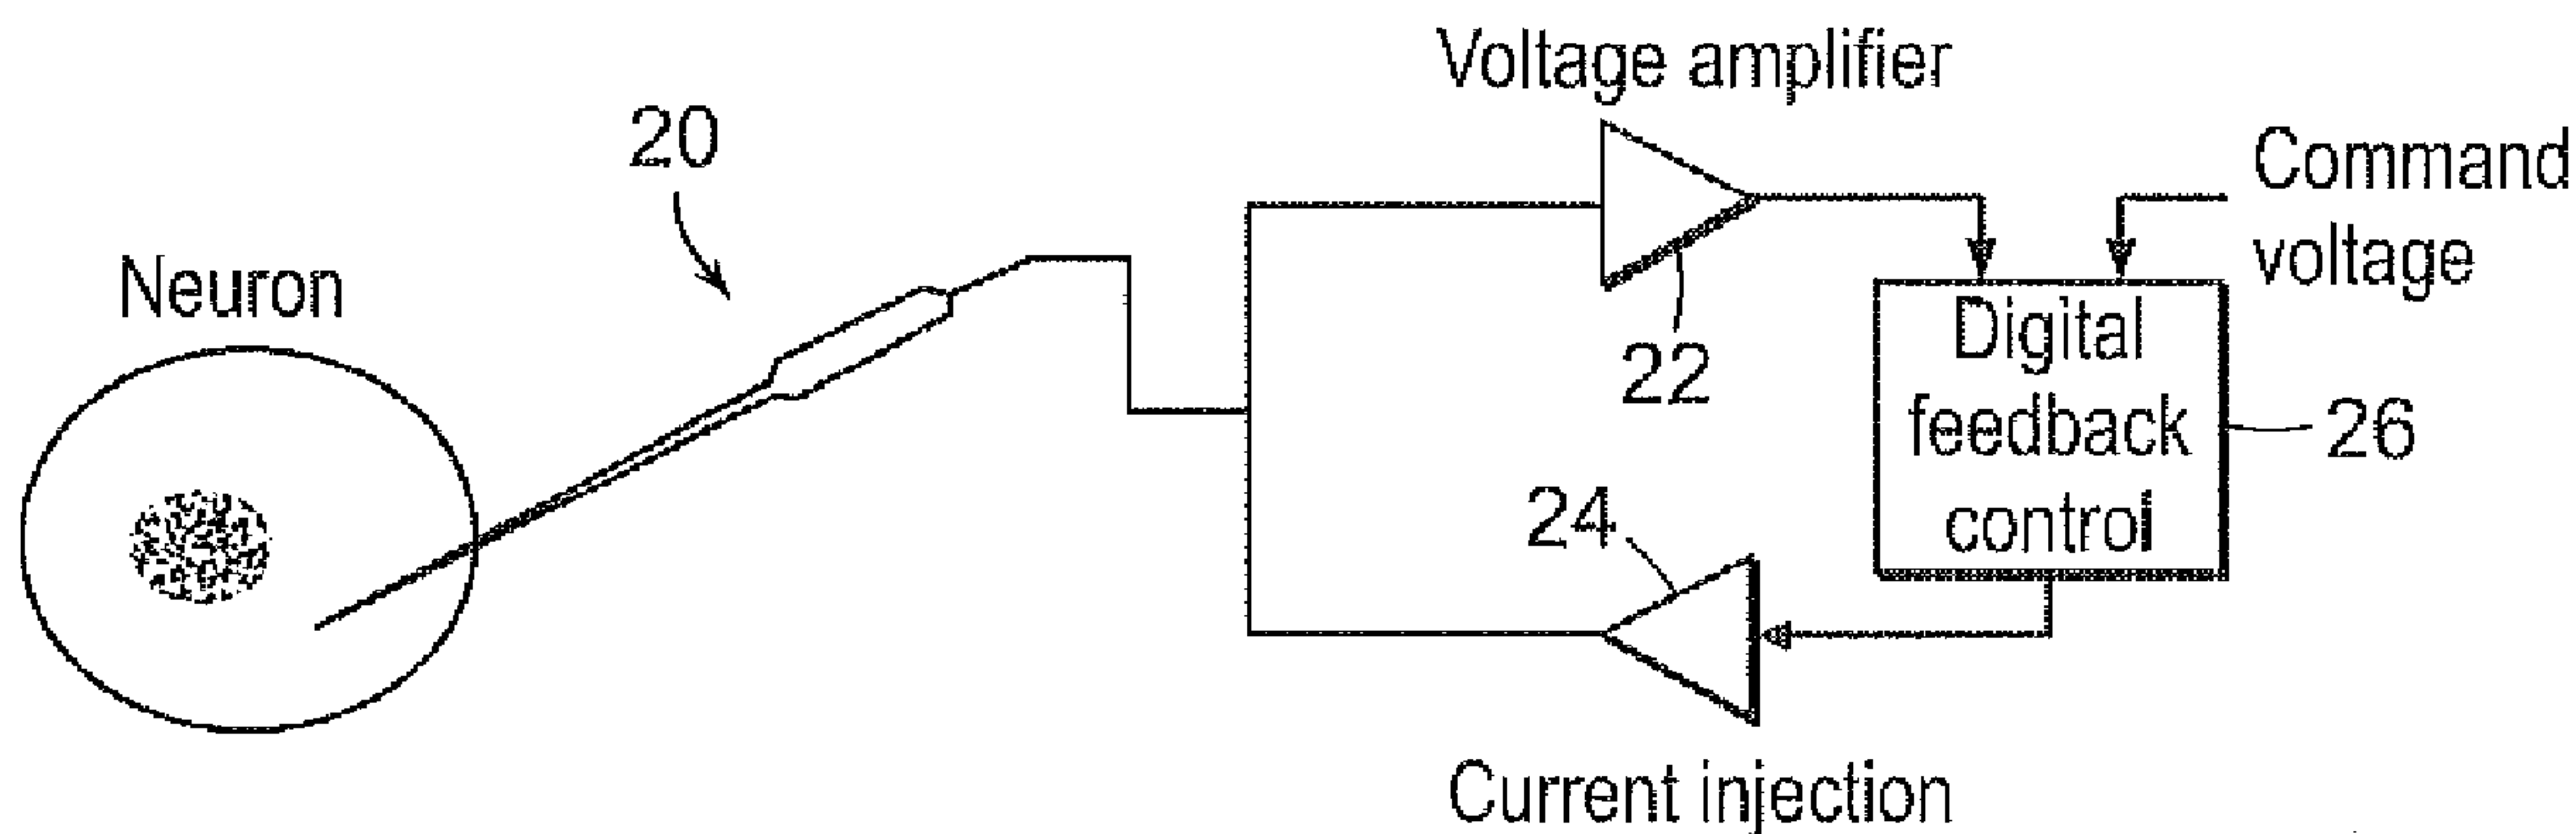 Voltage amplifier
20
Command
voltage
Neuron
Digital
feedback
control
22
26
24
Current injection